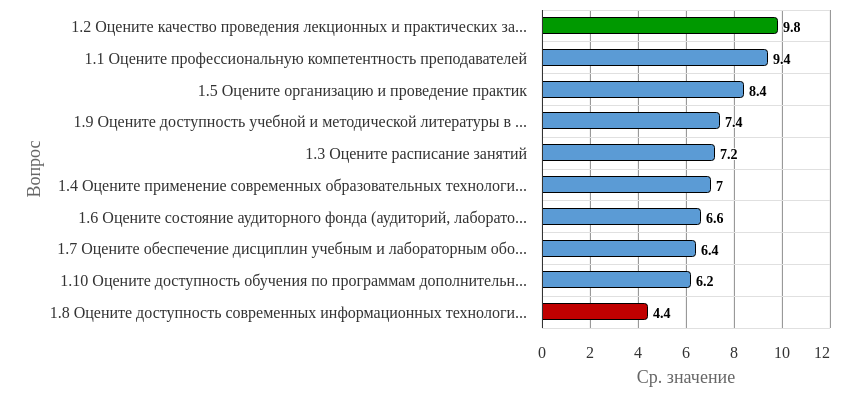 1.2 Оцените качество проведения лекционных и практических за...
9.8
1.1 Оцените профессиональную компетентность преподавателей
9.4
1.5 Оцените организацию и проведение практик
8.4
1.9 Оцените доступность учебной и методической литературы в ...
7.4
1.3 Оцените расписание занятий
7.2
1.4 Оцените применение современных образовательных технологи...
7
1.6 Оцените состояние аудиторного фонда (аудиторий, лаборато...
6.6
1.7 Оцените обеспечение дисциплин учебным и лабораторным обо...
6.4
1.10 Оцените доступность обучения по программам дополнительн...
6.2
1.8 Оцените доступность современных информационных технологи...
4.4
Вопрос
0 2 4 6 8 10 12
Ср. значение